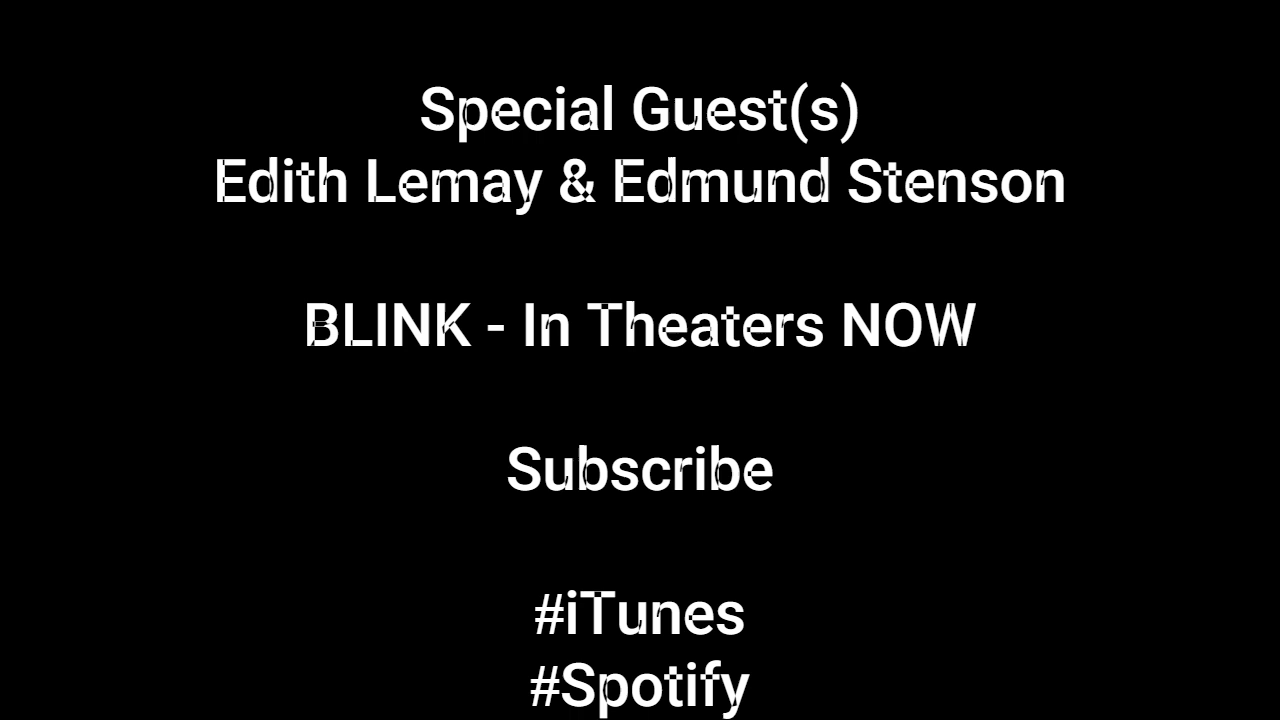 Special Guest(s)
Edith Lemay & Edmund Stenson
BLINK - In Theaters NOW
Subscribe
#iTunes
#Spotify